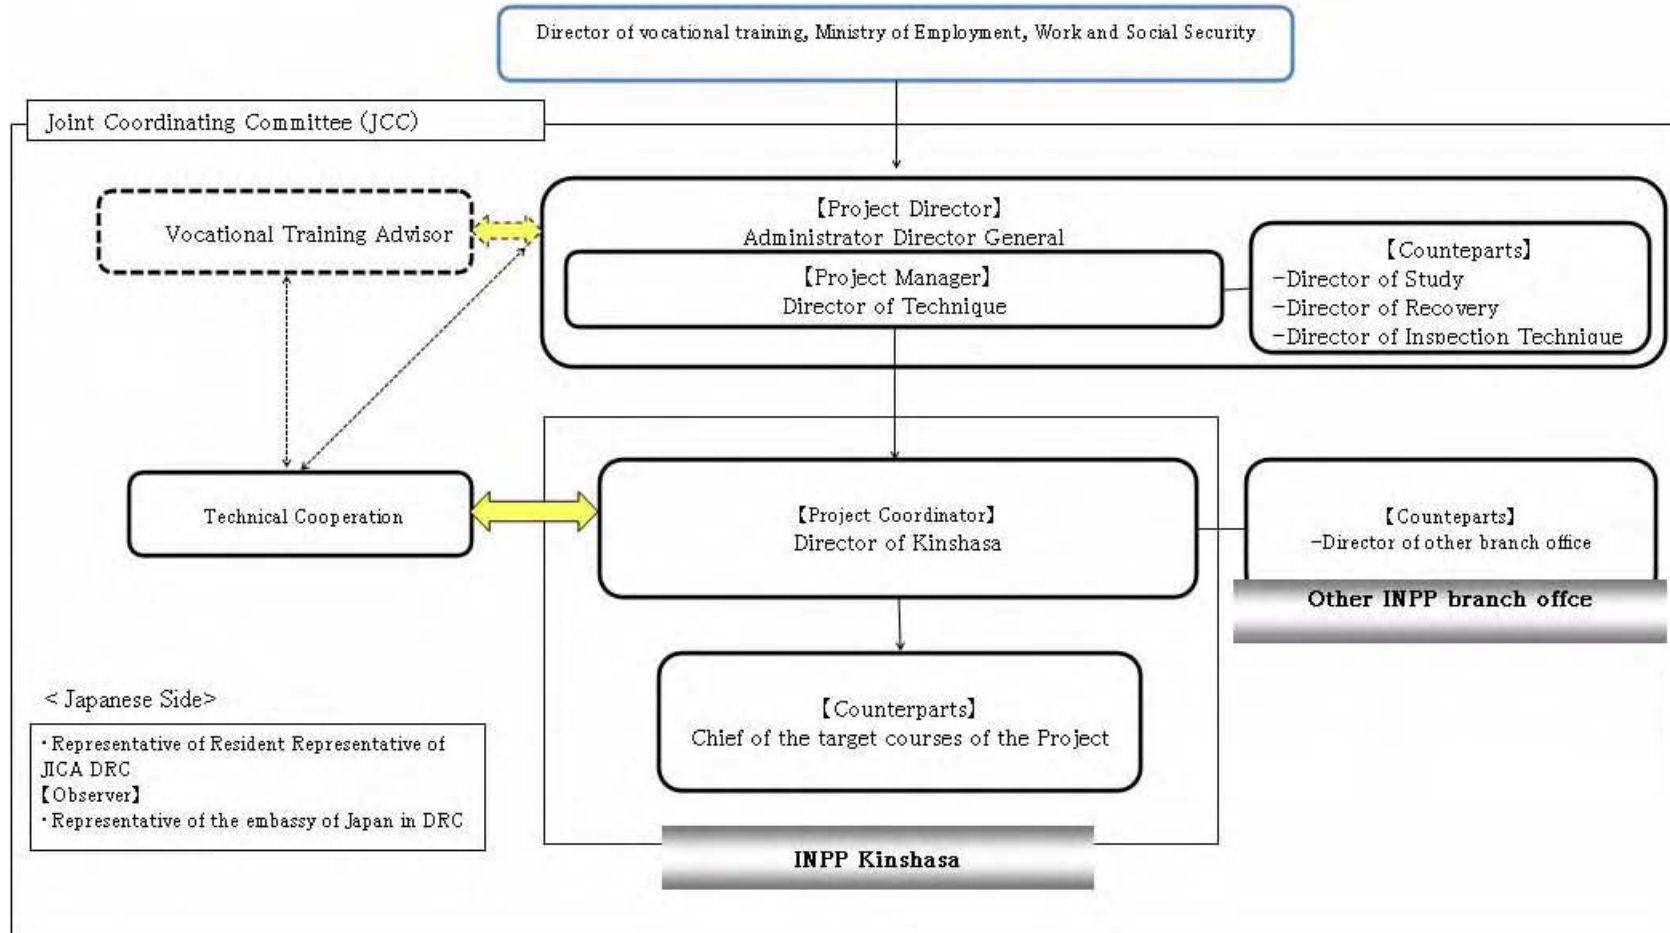 Director of vocational training, Ministry of Employment, Work and Social Security
Joint Coordinating Committee (JCC)
Vocational Training Advisor
【Project Director】
Administrator Director General
【Project Manager】
Director of Technique
【Counterparts】
-Director of Study
-Director of Recovery
-Director of Inspection Technique
Technical Cooperation
【Project Coordinator】
Director of Kinshasa
【Counterparts】
-Director of other branch office
Other INPP branch offce
【Counterparts】
Chief of the target courses of the Project
INPP Kinshasa
< Japanese Side>
・Representative of Resident Representative of
JICA DRC
【Observer】
・Representative of the embassy of Japan in DRC